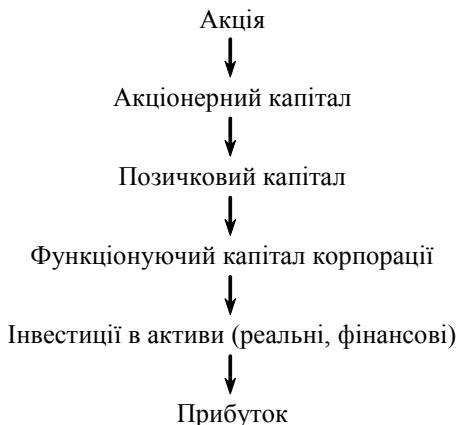 Акція
Акціонерний капітал
Позичковий капітал
Функціонуючий капітал корпорації
Інвестиції в активи (реальні, фінансові)
Прибуток